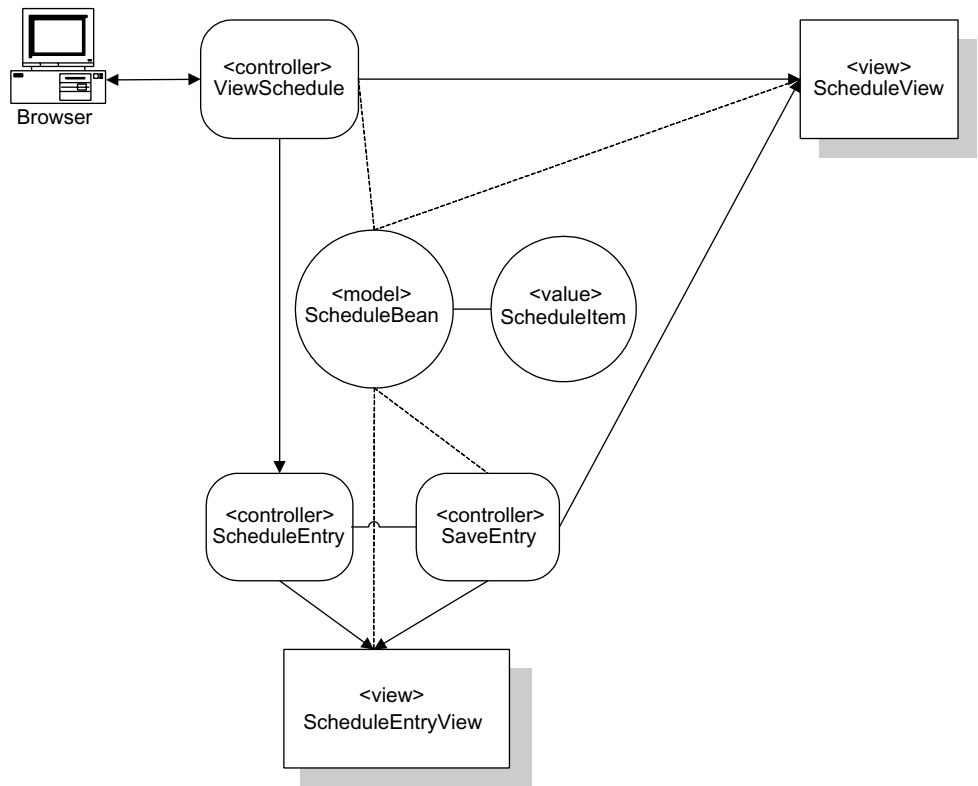 <controller>
ViewSchedule
<view>
ScheduleView
Browser
<model>
ScheduleBean
<value>
ScheduleItem
<controller>
ScheduleEntry
<controller>
SaveEntry
<view>
ScheduleEntryView